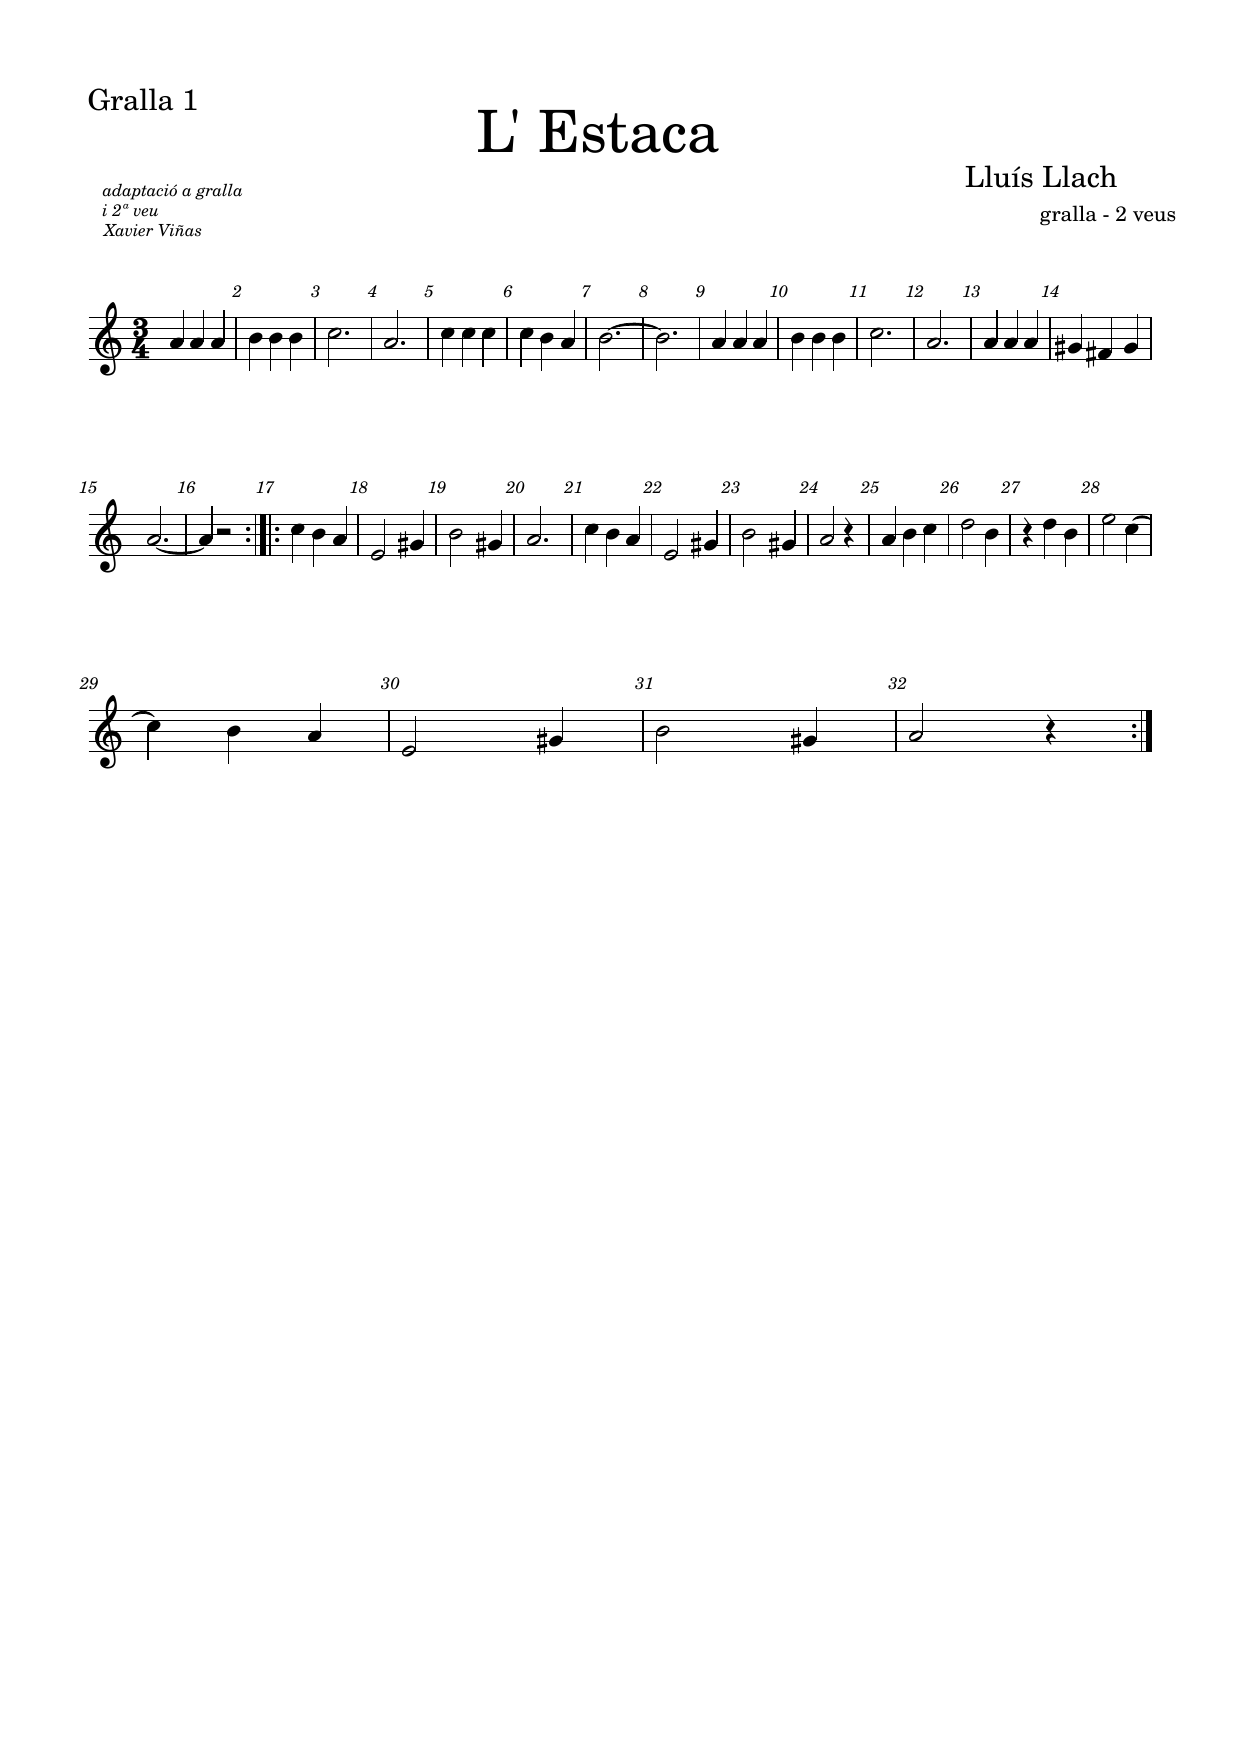 Gralla 1
L' Estaca
Lluís Llach
adaptació a gralla
i 2ª veu
Xavier Viñas
gralla - 2 veus
2 3 4 5 6 7 8 9 10 11 12 13 14
3
4
15 16 17 18 19 20 21 22 23 24 25 26 27 28
29 30 31 32